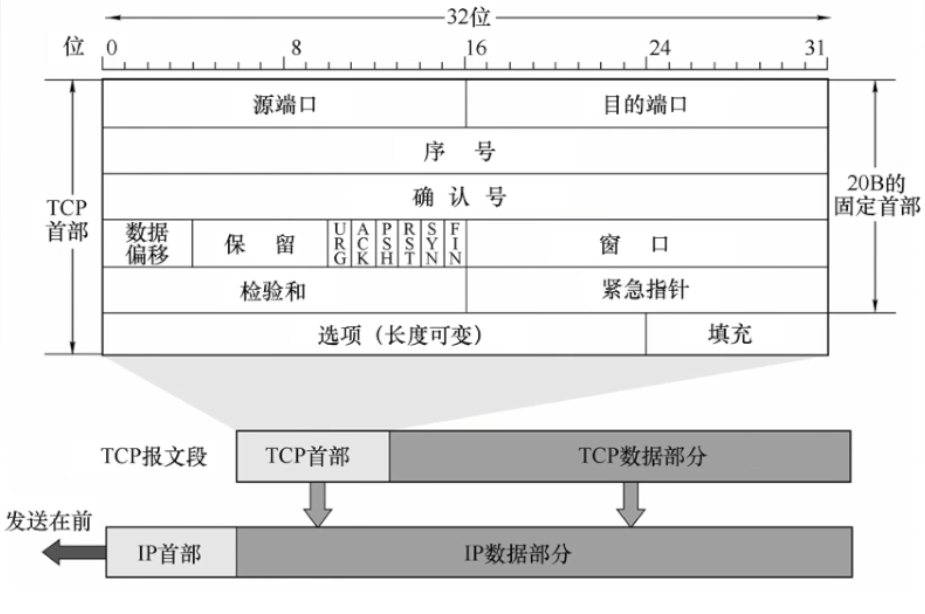 32位
位 0 8 16 24 31
源端口 目的端口
序 号
确 认 号
TCP
首部
20B的
固定首部
数据
偏移
保 留
URG
ACK
PSH
RST
SYN
FIN
窗 口
检验和 紧急指针
选项（长度可变） 填充
TCP报文段 TCP首部 TCP数据部分
发送在前
IP首部 IP数据部分